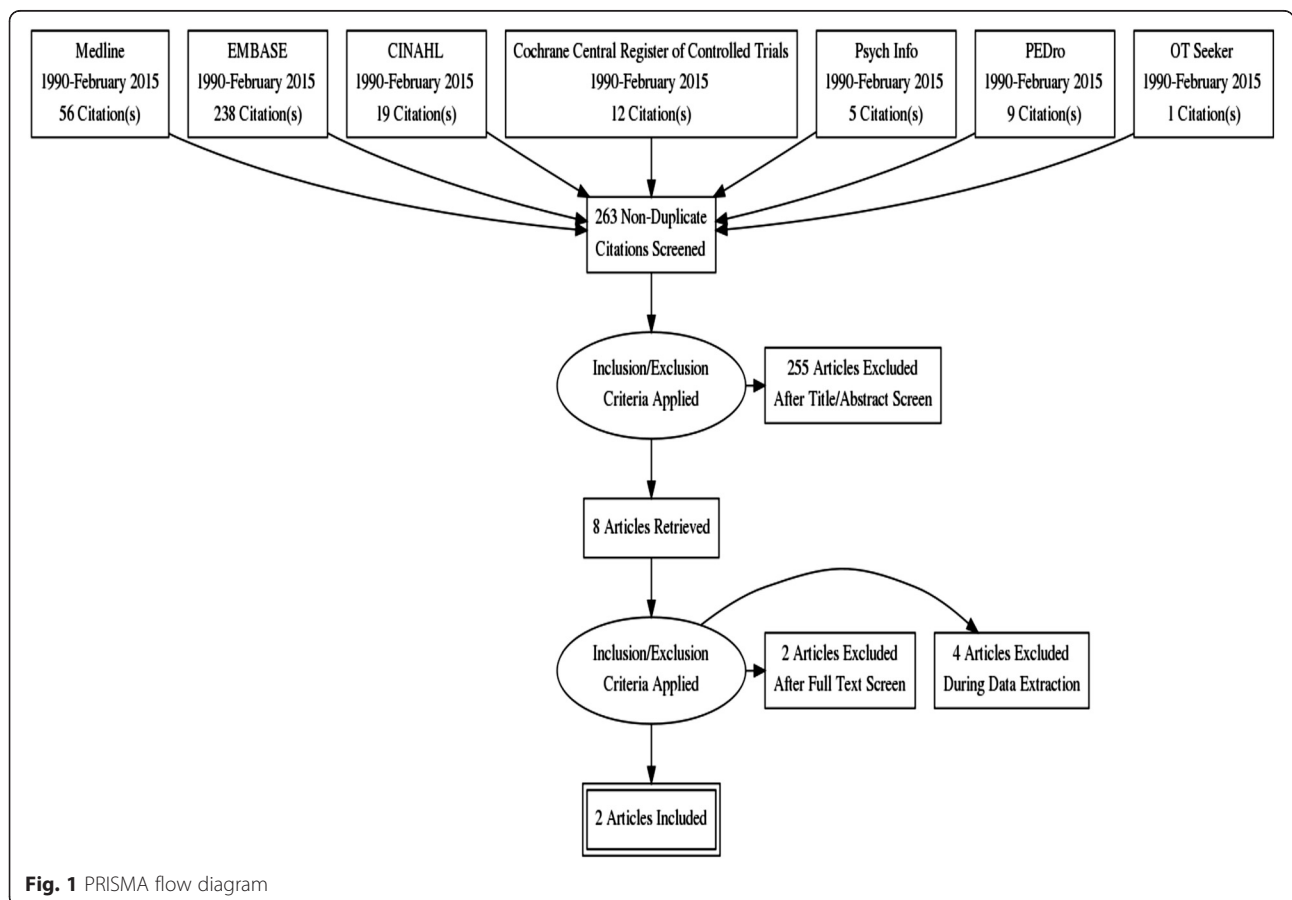 Medline
1990-February 2015
56 Citation(s)
EMBASE
1990-February 2015
238 Citation(s)
CINAHL
1990-February 2015
19 Citation(s)
Cochrane Central Register of Controlled Trials
1990-February 2015
12 Citation(s)
Psych Info
1990-February 2015
5 Citation(s)
PEDro
1990-February 2015
9 Citation(s)
OT Seeker
1990-February 2015
1 Citation(s)
263 Non-Duplicate
Citations Screened
Inclusion/Exclusion
Criteria Applied
255 Articles Excluded
After Title/Abstract Screen
8 Articles Retrieved
Inclusion/Exclusion
Criteria Applied
2 Articles Excluded
After Full Text Screen
4 Articles Excluded
During Data Extraction
2 Articles Included
Fig. 1 PRISMA flow diagram